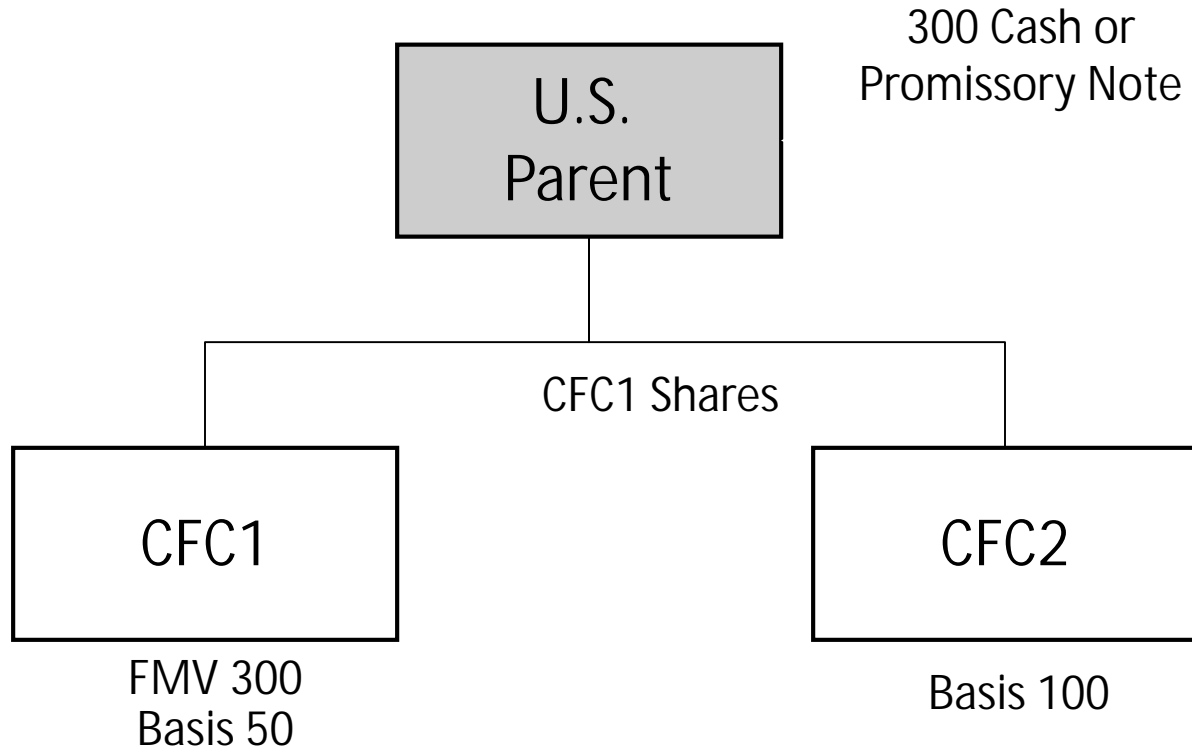 300 Cash or
Promissory Note
U.S.
Parent
CFC1 Shares
CFC1
CFC2
FMV 300
Basis 50
Basis 100